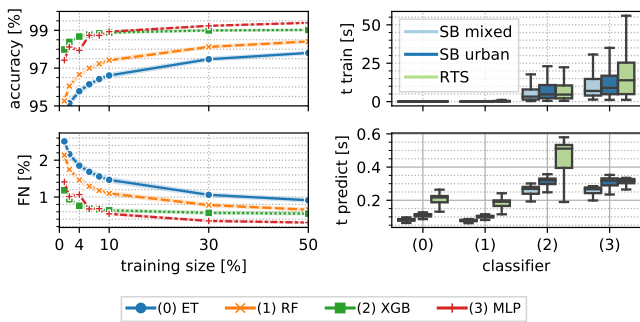 99
97
95
accuracy [%]
2
1
FN [%]
0
4
10
30
50
training size [%]
50
25
0
t train [s]
SB mixed
SB urban
RTS
0.6
0.4
0.2
t predict [s]
(0)
(1)
(2)
(3)
classifier
(0) ET
(1) RF
(2) XGB
(3) MLP